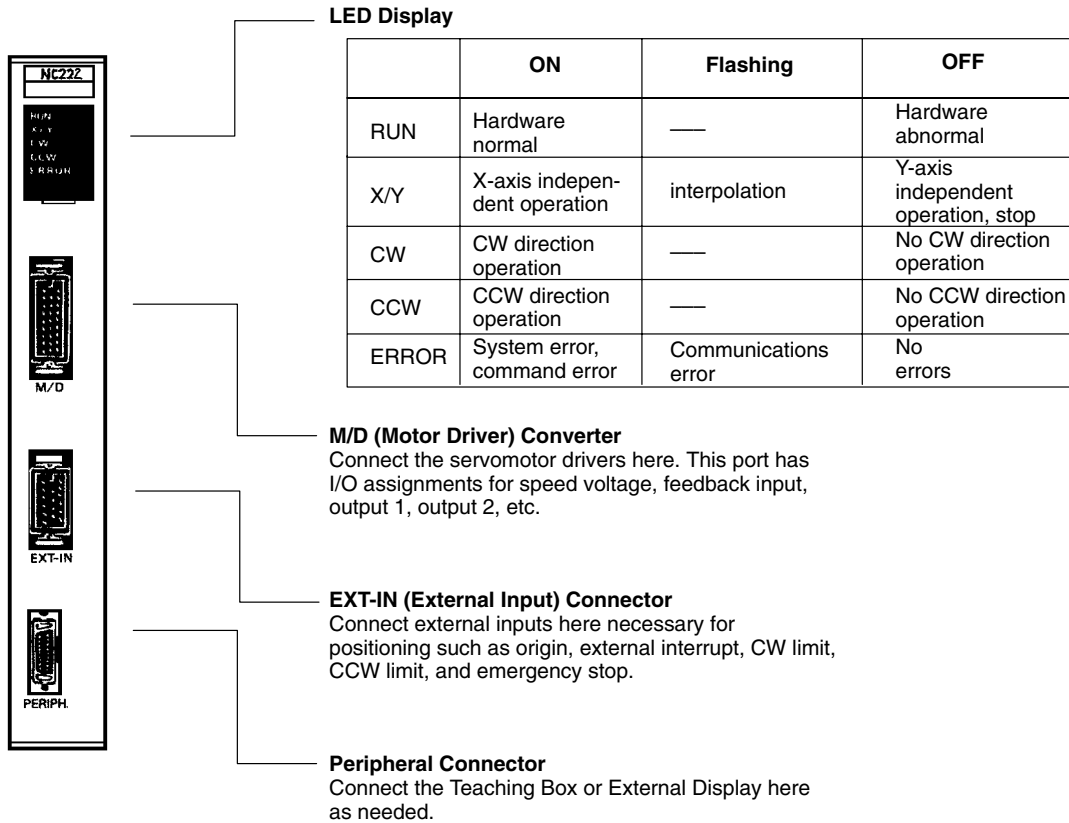 LED Display
ON Flashing OFF
RUN Hardware normal —— Hardware abnormal
X/Y X-axis indepen-dent operation interpolation Y-axis independent operation, stop
CW CW direction operation —— No CW direction operation
CCW CCW direction operation —— No CCW direction operation
ERROR System error, command error Communications error No errors
NC222
RUN
X/Y
CW
CCW
ERROR
M/D
EXT-IN
PERIPH.
M/D (Motor Driver) Converter
Connect the servomotor drivers here. This port has
I/O assignments for speed voltage, feedback input,
output 1, output 2, etc.
EXT-IN (External Input) Connector
Connect external inputs here necessary for
positioning such as origin, external interrupt, CW limit,
CCW limit, and emergency stop.
Peripheral Connector
Connect the Teaching Box or External Display here
as needed.